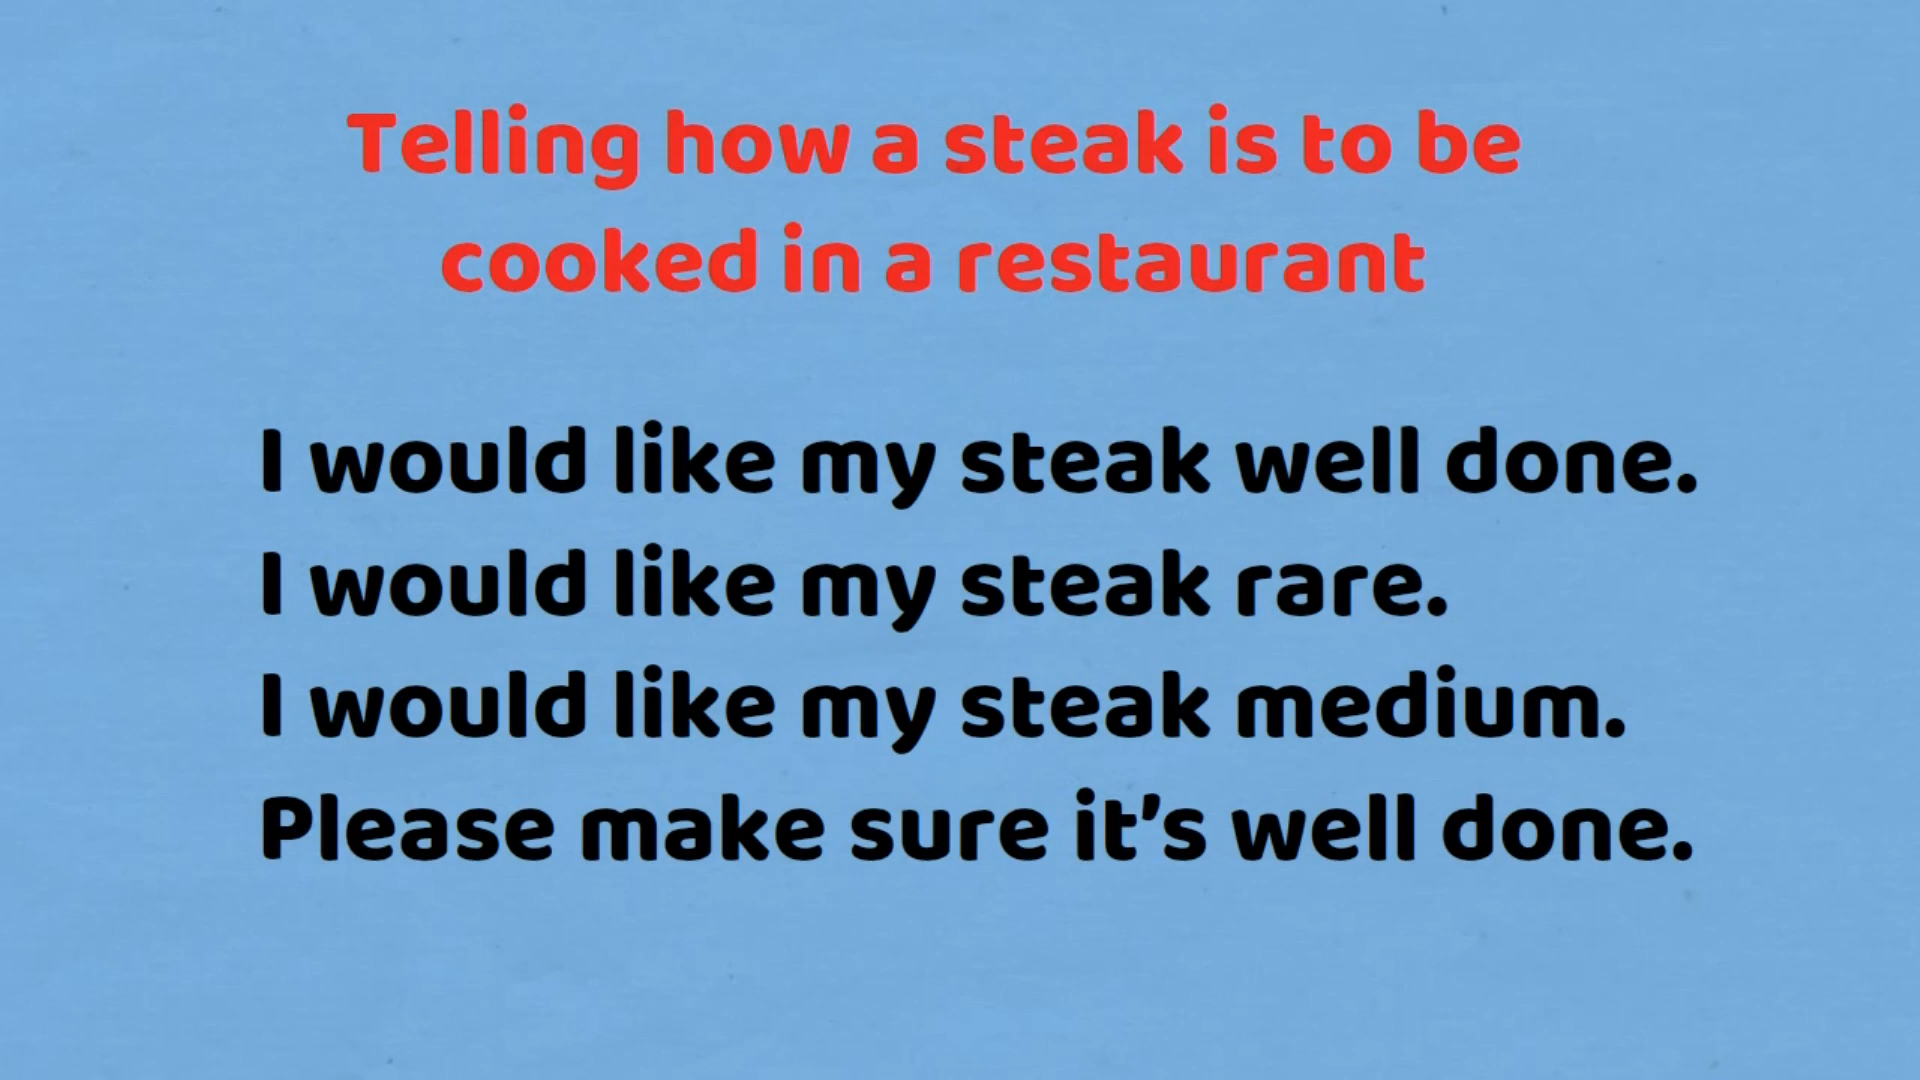 Telling how a steak is to be
cooked in a restaurant
I would like my steak well done.
I would like my steak rare.
I would like my steak medium.
Please make sure it’s well done.